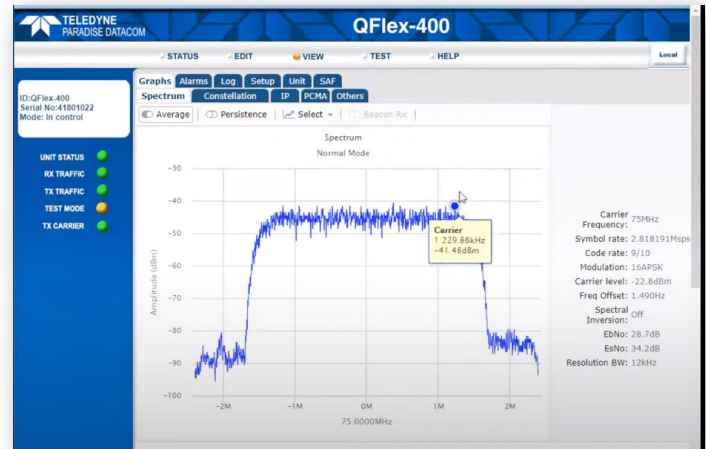 TELEDYNE
PARADISE DATACOM
QFlex-400
STATUS EDIT VIEW TEST HELP
Local
Graphs Alarms Log Setup Unit SAF
Spectrum Constellation IP PCMA Others
Average Persistence Select Beacon Rx
ID:QFlex-400
Serial No:41801022
Mode: In control
UNIT STATUS
RX TRAFFIC
TX TRAFFIC
TEST MODE
TX CARRIER
Spectrum
Normal Mode
Amplitude (dBm)
-30
-40
-50
-60
-70
-80
-90
-100
Carrier
1 229.86kHz
-41.48dBm
-2M -1M 0M 1M 2M
75.0000MHz
Carrier Frequency: 75MHz
Symbol rate: 2.818191Msps
Code rate: 9/10
Modulation: 16APSK
Carrier level: -22.8dBm
Freq Offset: 1.490Hz
Spectral Inversion: Off
EbNo: 28.7dB
EsNo: 34.2dB
Resolution BW: 12kHz